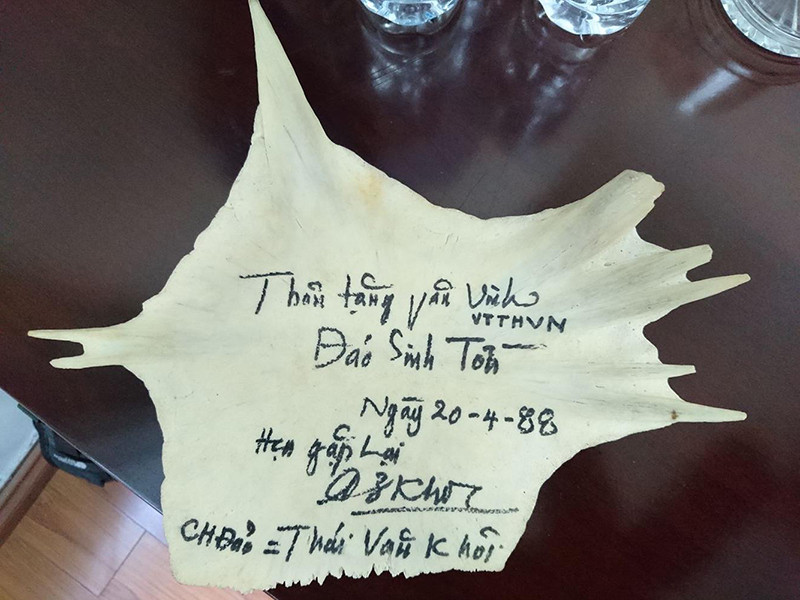 Thân tặng Văn Vinh
VTTHVN
Đảo Sinh Tồn
Ngày 20-4-88
Hẹn gặp lại
Khôi
CHĐảo = Thái Văn Khôi